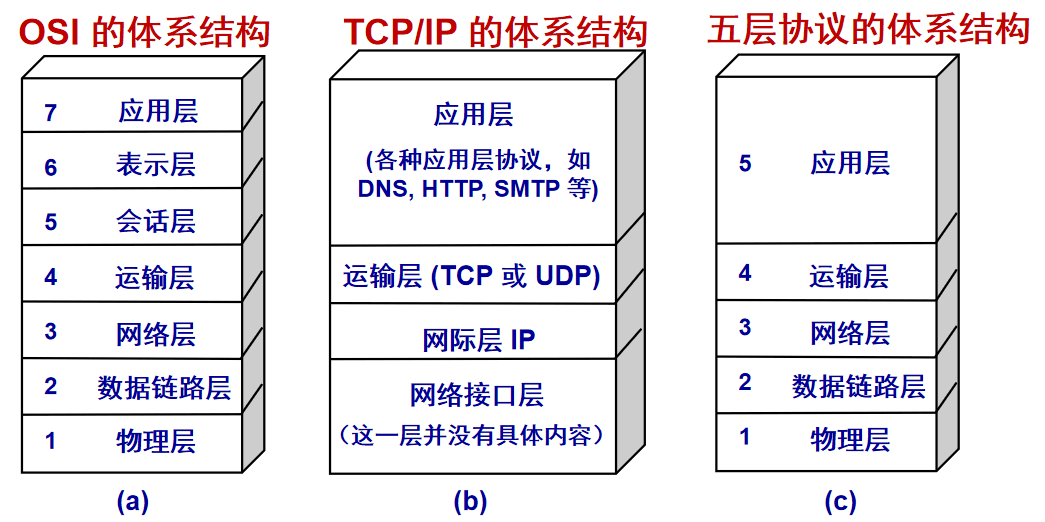 OSI 的体系结构
7 应用层
6 表示层
5 会话层
4 运输层
3 网络层
2 数据链路层
1 物理层
(a)
TCP/IP 的体系结构
应用层
(各种应用层协议，如
DNS, HTTP, SMTP 等)
运输层 (TCP 或 UDP)
网际层 IP
网络接口层
（这一层并没有具体内容）
(b)
五层协议的体系结构
5 应用层
4 运输层
3 网络层
2 数据链路层
1 物理层
(c)